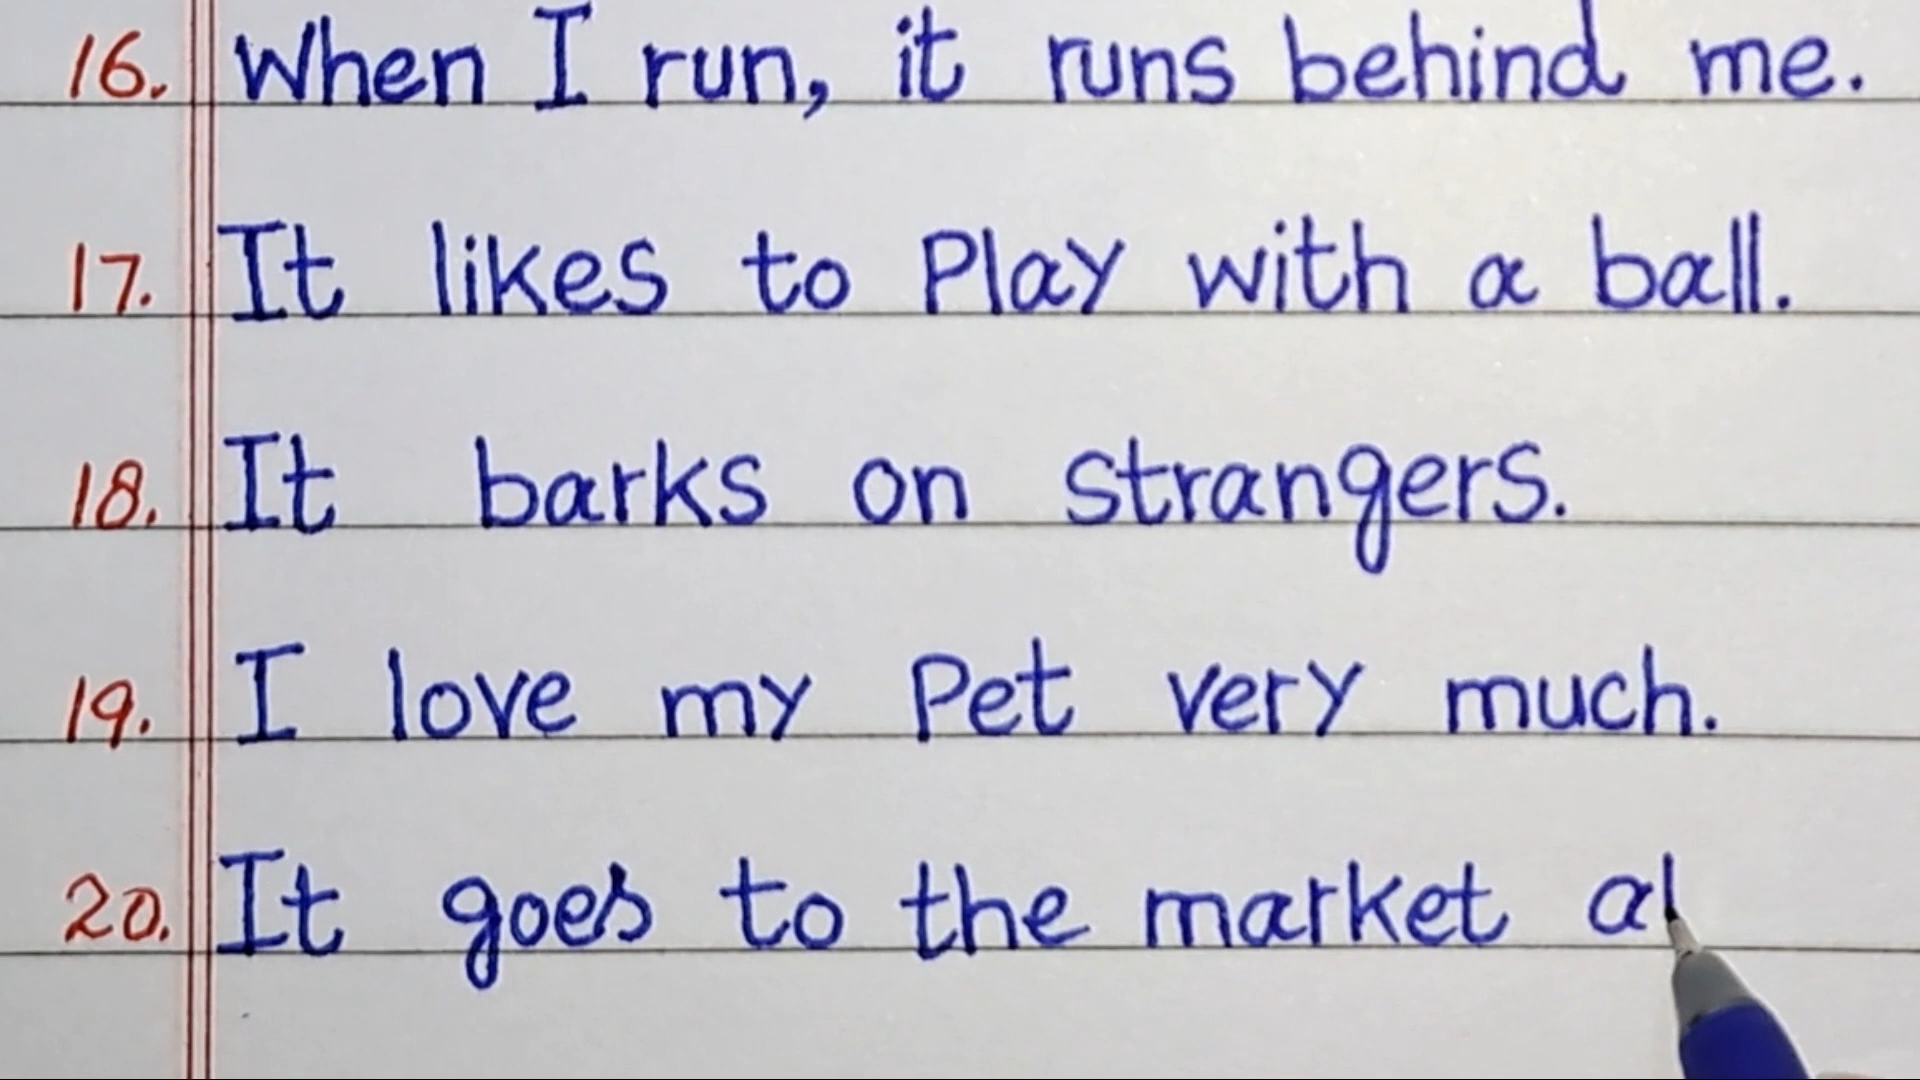 16. When I run, it runs behind me.
17. It likes to Play with a ball.
18. It barks on strangers.
19. I love my Pet very much.
20. It goes to the market al